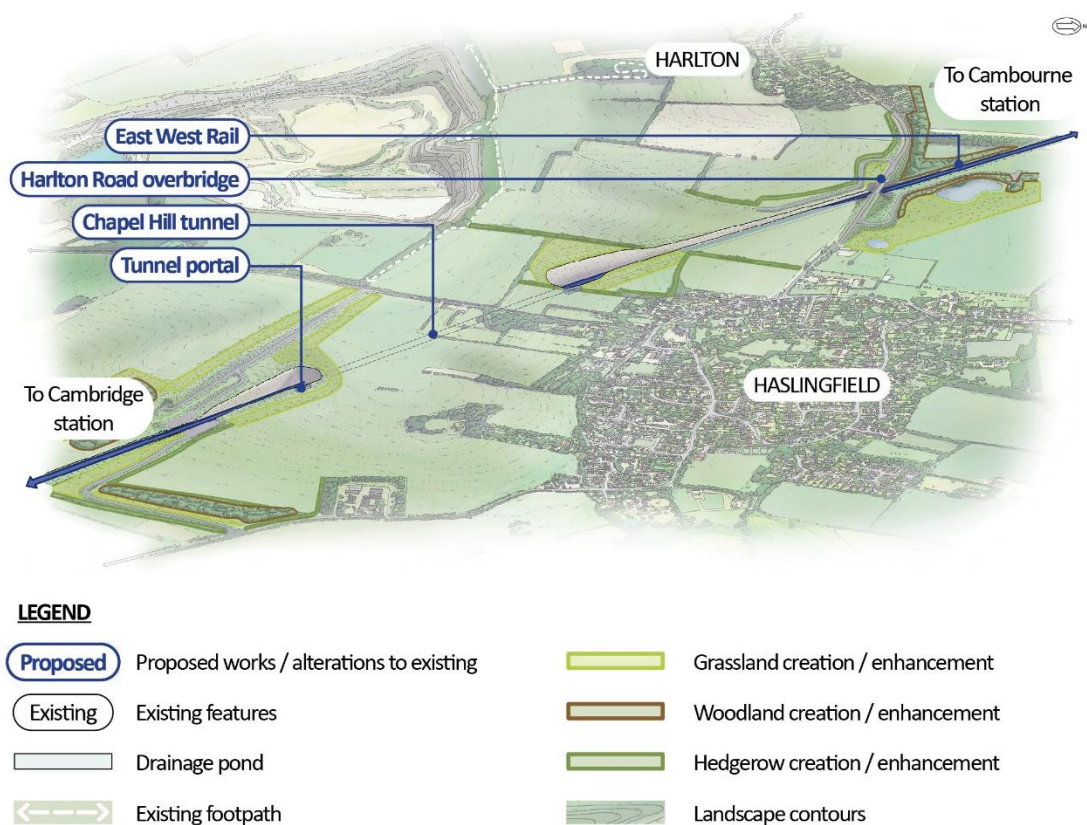 N
HARLTON
To Cambourne
station
East West Rail
Harlton Road overbridge
Chapel Hill tunnel
Tunnel portal
To Cambridge
station
HASLINGFIELD
LEGEND
Proposed Proposed works / alterations to existing
Existing Existing features
Drainage pond
Existing footpath
Grassland creation / enhancement
Woodland creation / enhancement
Hedgerow creation / enhancement
Landscape contours